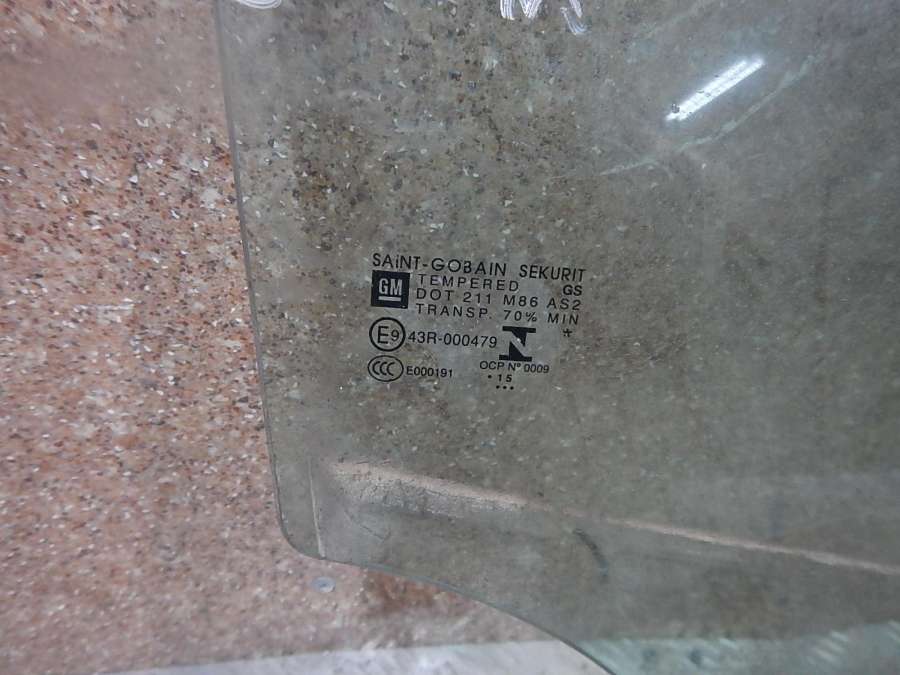 SAINT-GOBAIN SEKURIT
GM TEMPERED GS
DOT 211 M86 AS2
TRANSP. 70% MIN
E9 43R-000479 N *
OCP Nº 0009
CCC E000191
• 15
•••